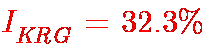 I_{KRG} = 32.3%